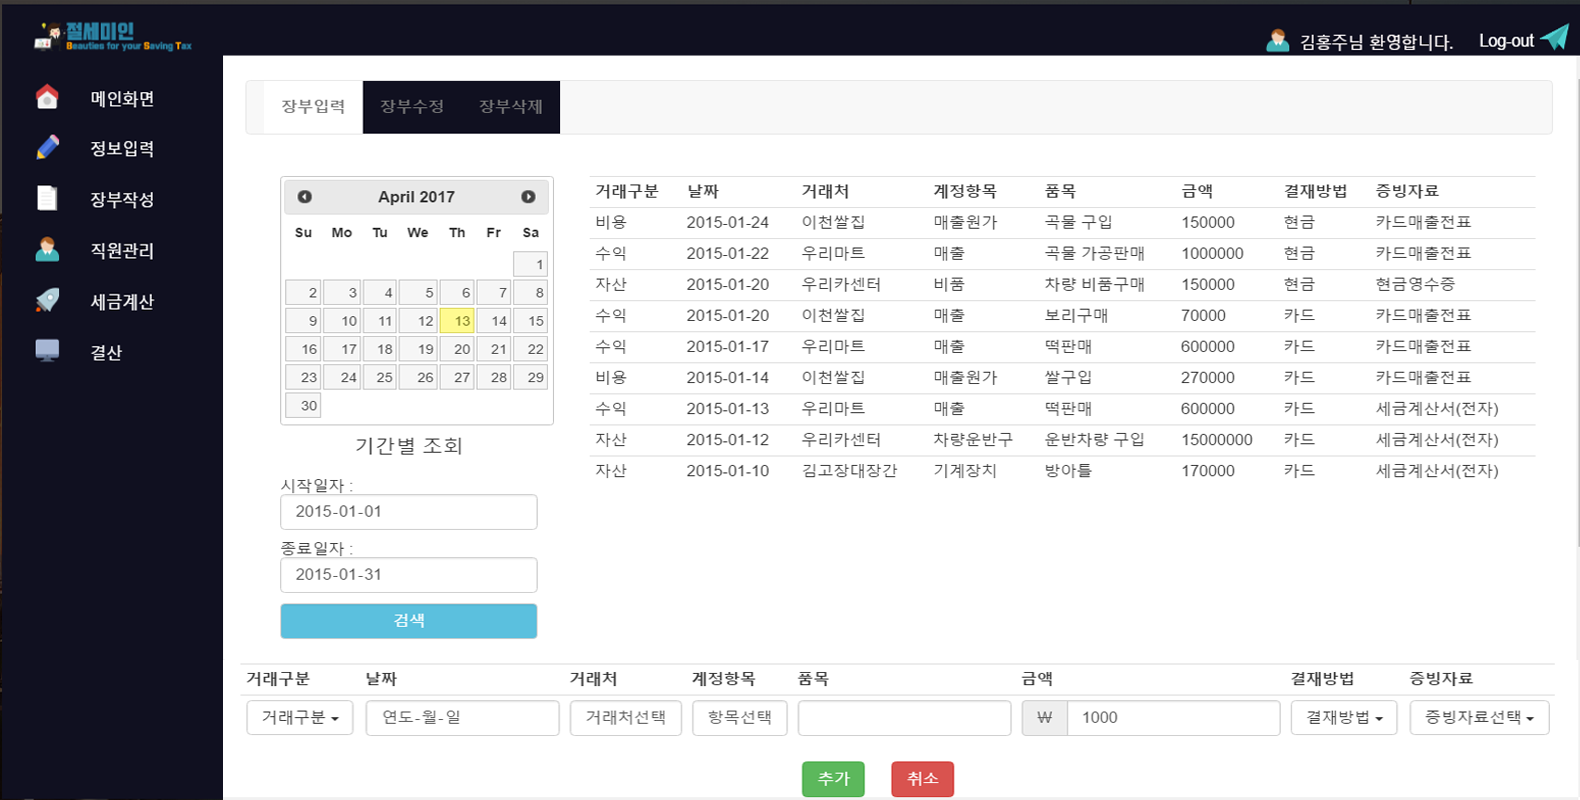 절세미인
Beauties for your Saving Tax
김홍주님 환영합니다. Log-out
메인화면
정보입력
장부작성
직원관리
세금계산
결산
장부입력 장부수정 장부삭제
April 2017
Su Mo Tu We Th Fr Sa
1
2 3 4 5 6 7 8
9 10 11 12 13 14 15
16 17 18 19 20 21 22
23 24 25 26 27 28 29
30
기간별 조회
시작일자 :
2015-01-01
종료일자 :
2015-01-31
검색
거래구분 날짜 거래처 계정항목 품목 금액 결재방법 증빙자료
비용 2015-01-24 이천쌀집 매출원가 곡물 구입 150000 현금 카드매출전표
수익 2015-01-22 우리마트 매출 곡물 가공판매 1000000 현금 카드매출전표
자산 2015-01-20 우리카센터 비품 차량 비품구매 150000 현금 현금영수증
수익 2015-01-20 이천쌀집 매출 보리구매 70000 카드 카드매출전표
수익 2015-01-17 우리마트 매출 떡판매 600000 카드 카드매출전표
비용 2015-01-14 이천쌀집 매출원가 쌀구입 270000 카드 카드매출전표
수익 2015-01-13 우리마트 매출 떡판매 600000 카드 세금계산서(전자)
자산 2015-01-12 우리카센터 차량운반구 운반차량 구입 15000000 카드 세금계산서(전자)
자산 2015-01-10 김고장대장간 기계장치 방아틀 170000 카드 세금계산서(전자)
거래구분 날짜 거래처 계정항목 품목 금액 결재방법 증빙자료
거래구분 연도-월-일 거래처선택 항목선택 ₩ 1000 결재방법 증빙자료선택
추가 취소